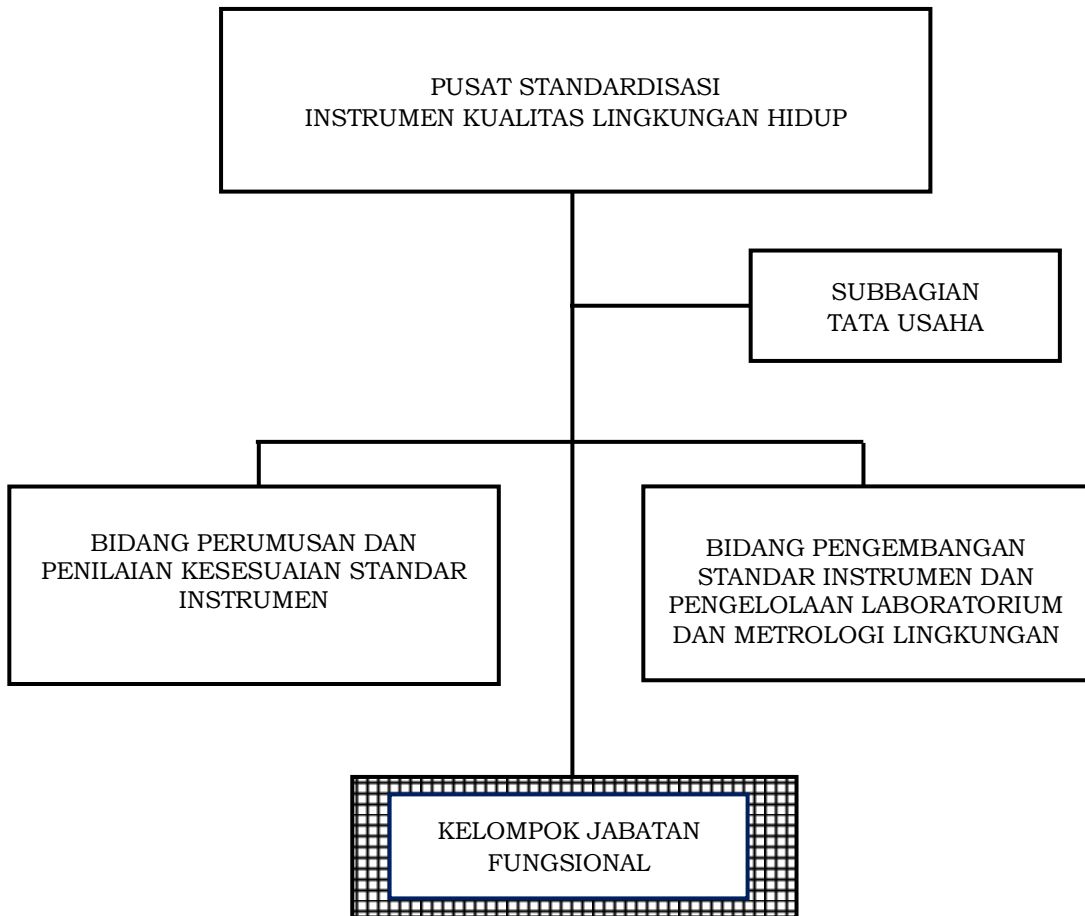 PUSAT STANDARDISASI
INSTRUMEN KUALITAS LINGKUNGAN HIDUP
SUBBAGIAN
TATA USAHA
BIDANG PERUMUSAN DAN
PENILAIAN KESESUAIAN STANDAR
INSTRUMEN
BIDANG PENGEMBANGAN
STANDAR INSTRUMEN DAN
PENGELOLAAN LABORATORIUM
DAN METROLOGI LINGKUNGAN
KELOMPOK JABATAN
FUNGSIONAL